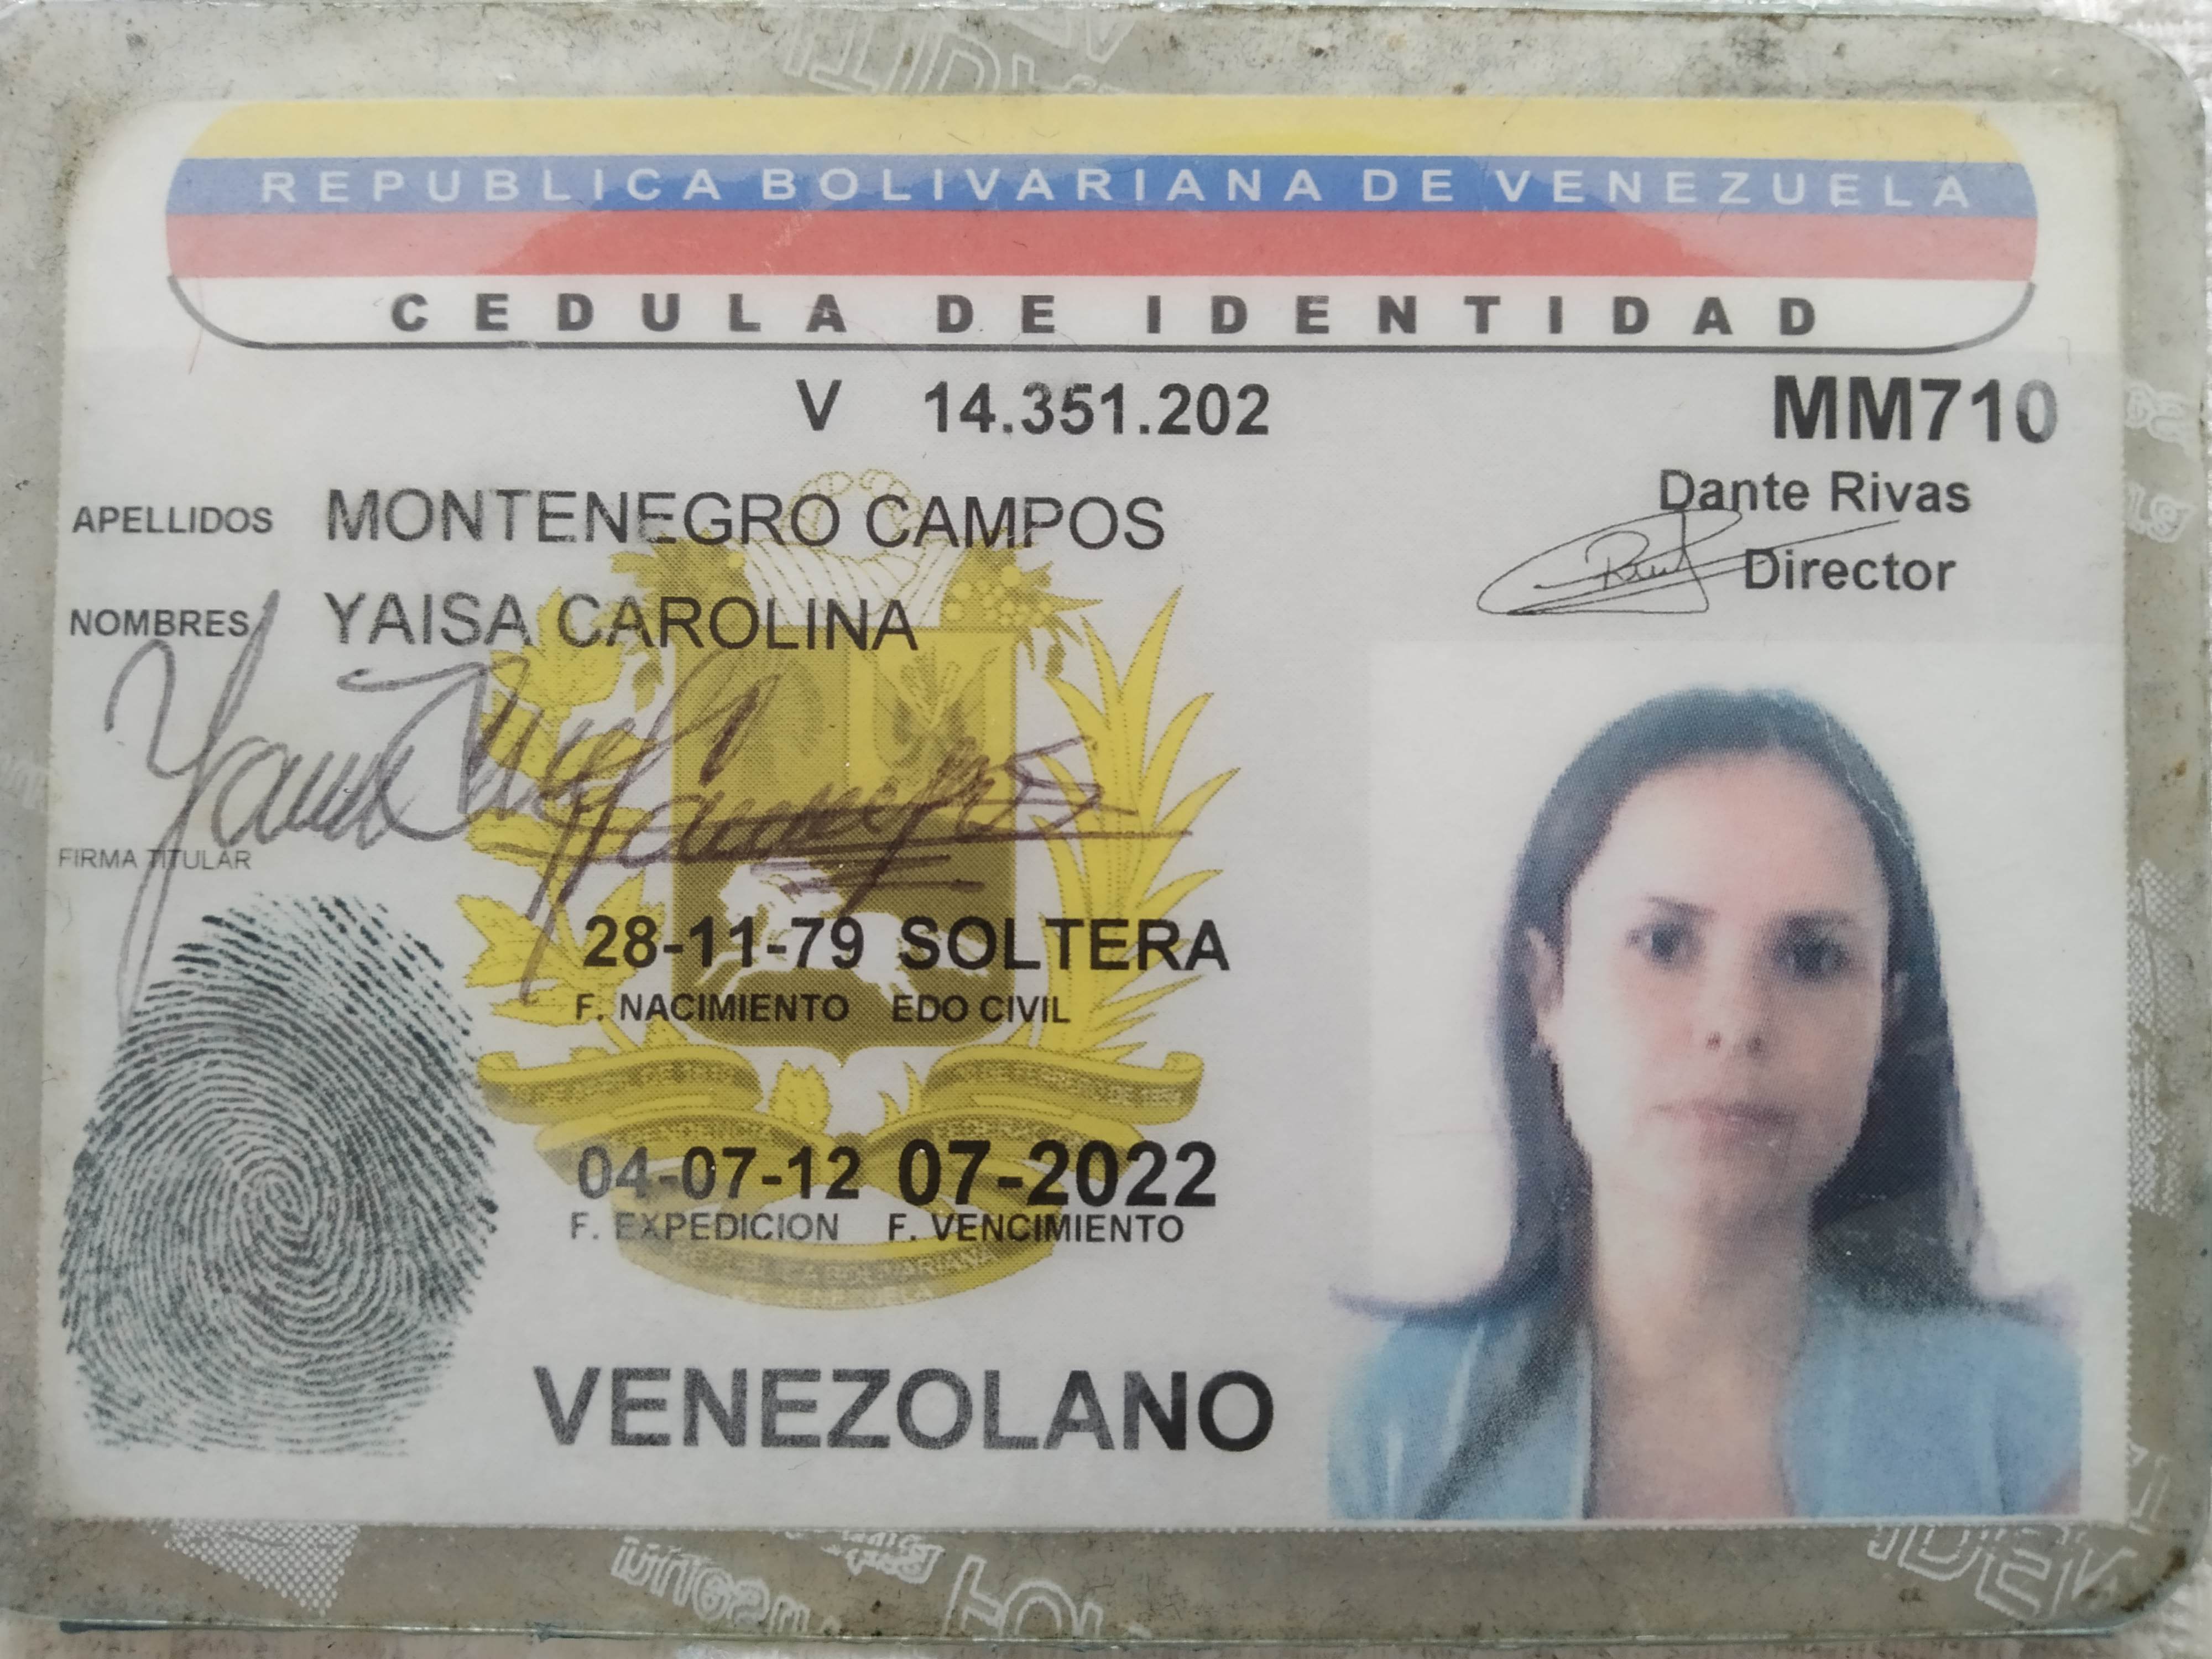 REPUBLICA BOLIVARIANA DE VENEZUELA
CEDULA DE IDENTIDAD
V 14.351.202
MM710
APELLIDOS MONTENEGRO CAMPOS
Dante Rivas
Director
NOMBRES YAISA CAROLINA
FIRMA TITULAR
28-11-79 SOLTERA
F. NACIMIENTO EDO CIVIL
04-07-12 07-2022
F. EXPEDICION F. VENCIMIENTO
VENEZOLANO